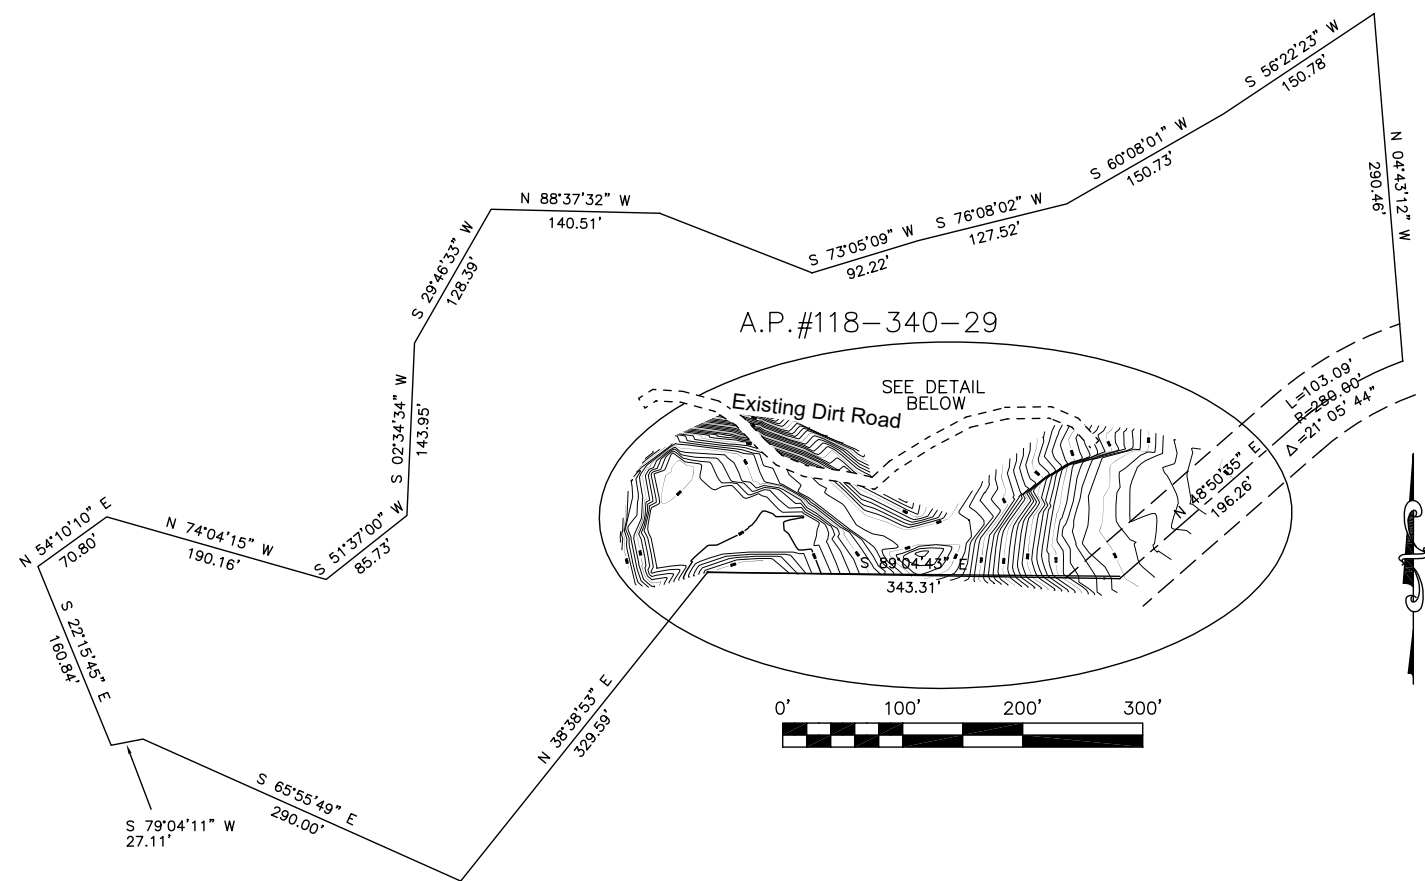 S 56°22'23" W
150.78'
N 04°43'12" W
290.46'
S 60°08'01" W
150.73'
S 76°08'02" W
127.52'
S 73°05'09" W
92.22'
N 88°37'32" W
140.51'
S 29°46'33" W
128.39'
S 02°34'34" W
143.95'
S 51°37'00" W
85.73'
N 74°04'15" W
190.16'
N 54°10'10" E
70.80'
S 22°15'45" E
160.84'
S 79°04'11" W
27.11'
S 65°55'49" E
290.00'
N 38°38'53" E
329.59'
A.P.#118-340-29
SEE DETAIL
BELOW
Existing Dirt Road
S 89°04'43" E
343.31'
N 48°50'35" E
196.26'
L=103.09'
R=280.00'
Δ=21°05'44"
0' 100' 200' 300'